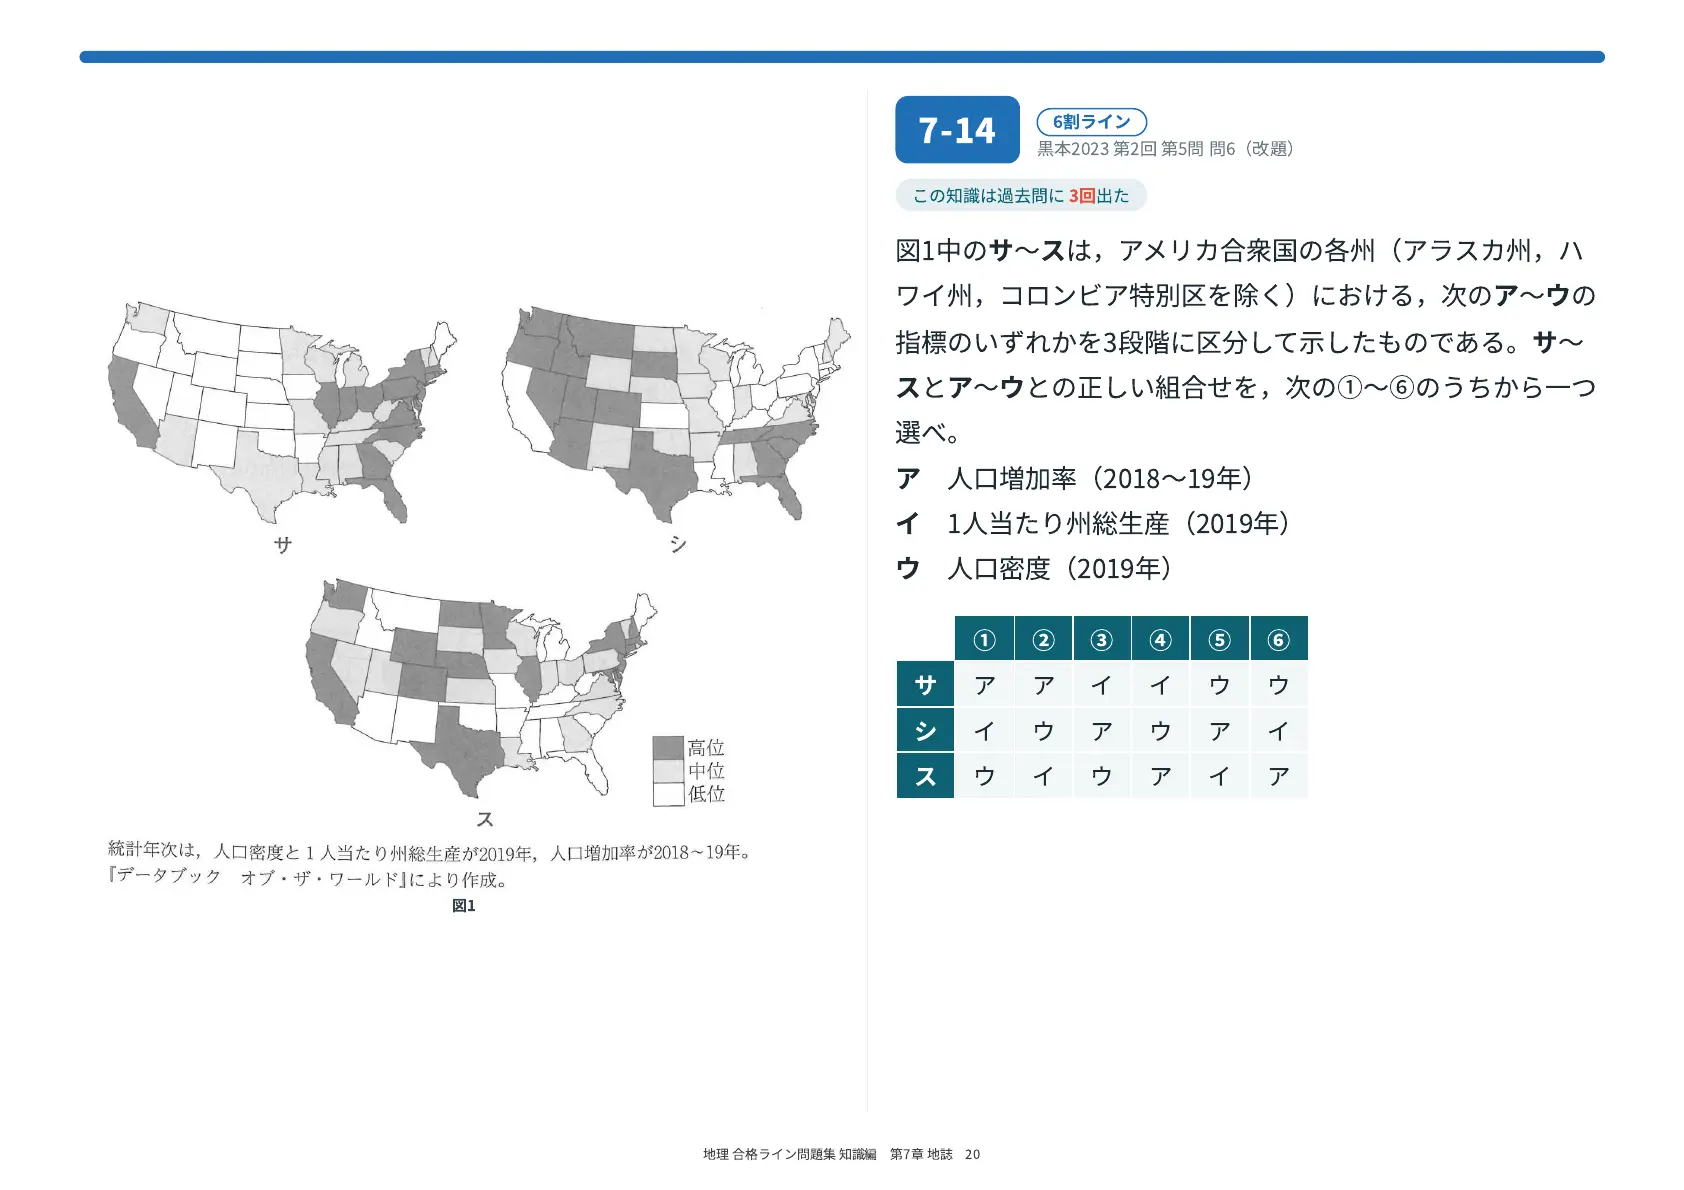 サ
シ
高位
中位
低位
ス
統計年次は，人口密度と1人当たり州総生産が2019年，人口増加率が2018～19年。
『データブック　オブ・ザ・ワールド』により作成。
図1
7-14
6割ライン
黒本2023 第2回 第5問 問6（改題）
この知識は過去問に 3回出た
図1中のサ～スは，アメリカ合衆国の各州（アラスカ州，ハ
ワイ州，コロンビア特別区を除く）における，次のア～ウの
指標のいずれかを3段階に区分して示したものである。サ～
スとア～ウとの正しい組合せを，次の①～⑥のうちから一つ
選べ。
ア　人口増加率（2018～19年）
イ　1人当たり州総生産（2019年）
ウ　人口密度（2019年）
① ② ③ ④ ⑤ ⑥
サ ア ア イ イ ウ ウ
シ イ ウ ア ウ ア イ
ス ウ イ ウ ア イ ア
地理 合格ライン問題集 知識編　第7章 地誌　20